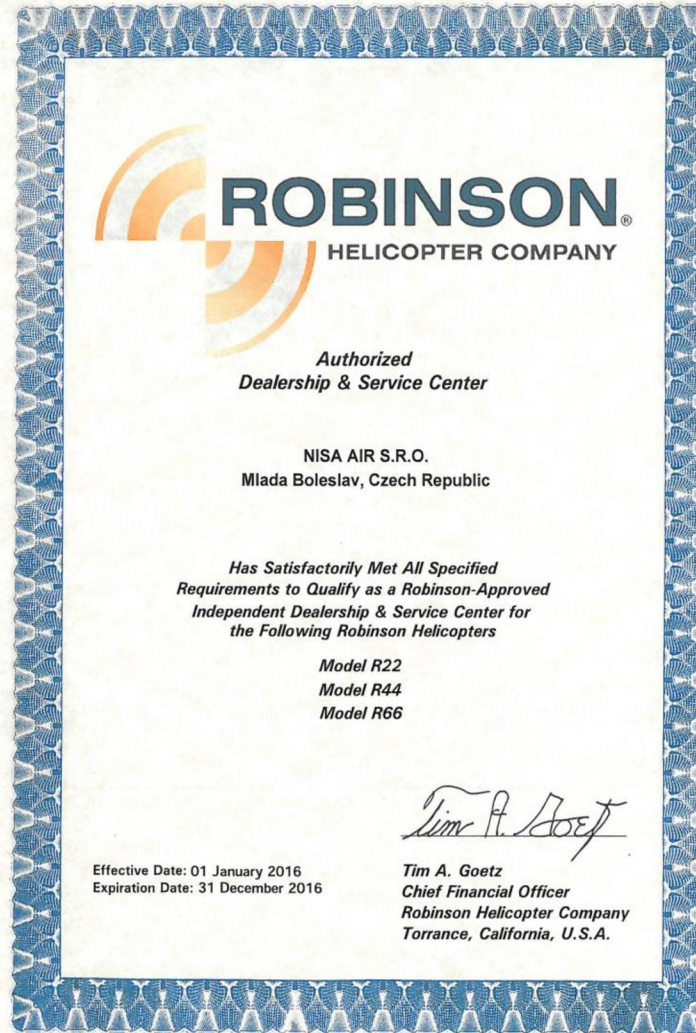 ROBINSON®
HELICOPTER COMPANY
Authorized
Dealership & Service Center
NISA AIR S.R.O.
Mlada Boleslav, Czech Republic
Has Satisfactorily Met All Specified
Requirements to Qualify as a Robinson-Approved
Independent Dealership & Service Center for
the Following Robinson Helicopters
Model R22
Model R44
Model R66
Tim A. Goetz
Effective Date: 01 January 2016
Expiration Date: 31 December 2016
Tim A. Goetz
Chief Financial Officer
Robinson Helicopter Company
Torrance, California, U.S.A.